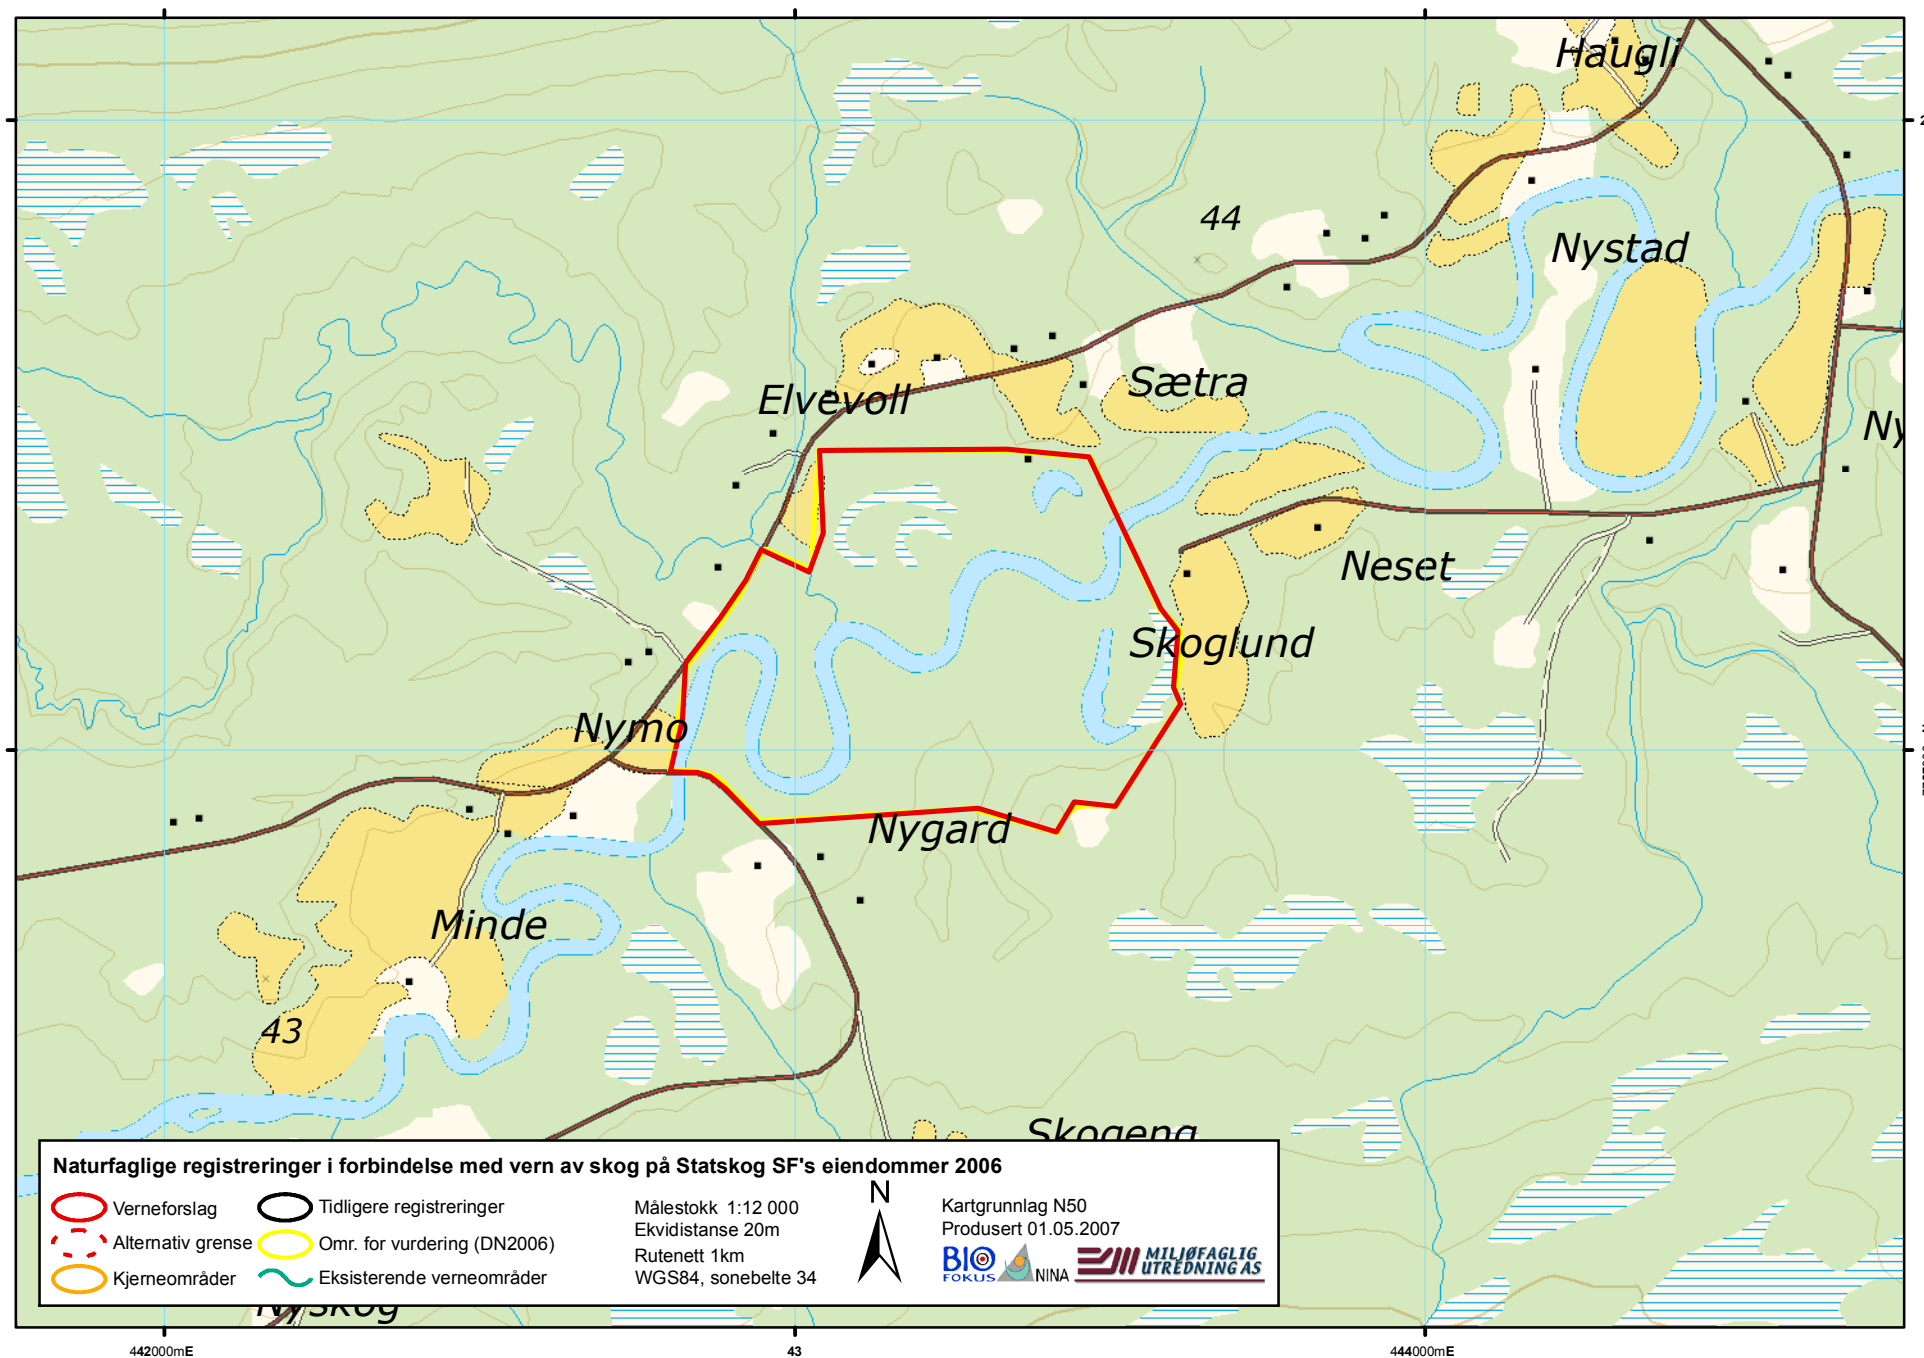 Haugli
44
Nystad
Elvevoll
Sætra
Ny
Neset
Skoglund
Nymo
Nygard
Minde
43
Skogeng
Nyskog
Naturfaglige registreringer i forbindelse med vern av skog på Statskog SF's eiendommer 2006
Verneforslag
Alternativ grense
Kjerneområder
Tidligere registreringer
Omr. for vurdering (DN2006)
Eksisterende verneområder
Målestokk 1:12 000
Ekvidistanse 20m
Rutenett 1km
WGS84, sonebelte 34
N
Kartgrunnlag N50
Produsert 01.05.2007
BIO
FOKUS
NINA
MILJØFAGLIG
UTREDNING AS
442000mE
43
444000mE